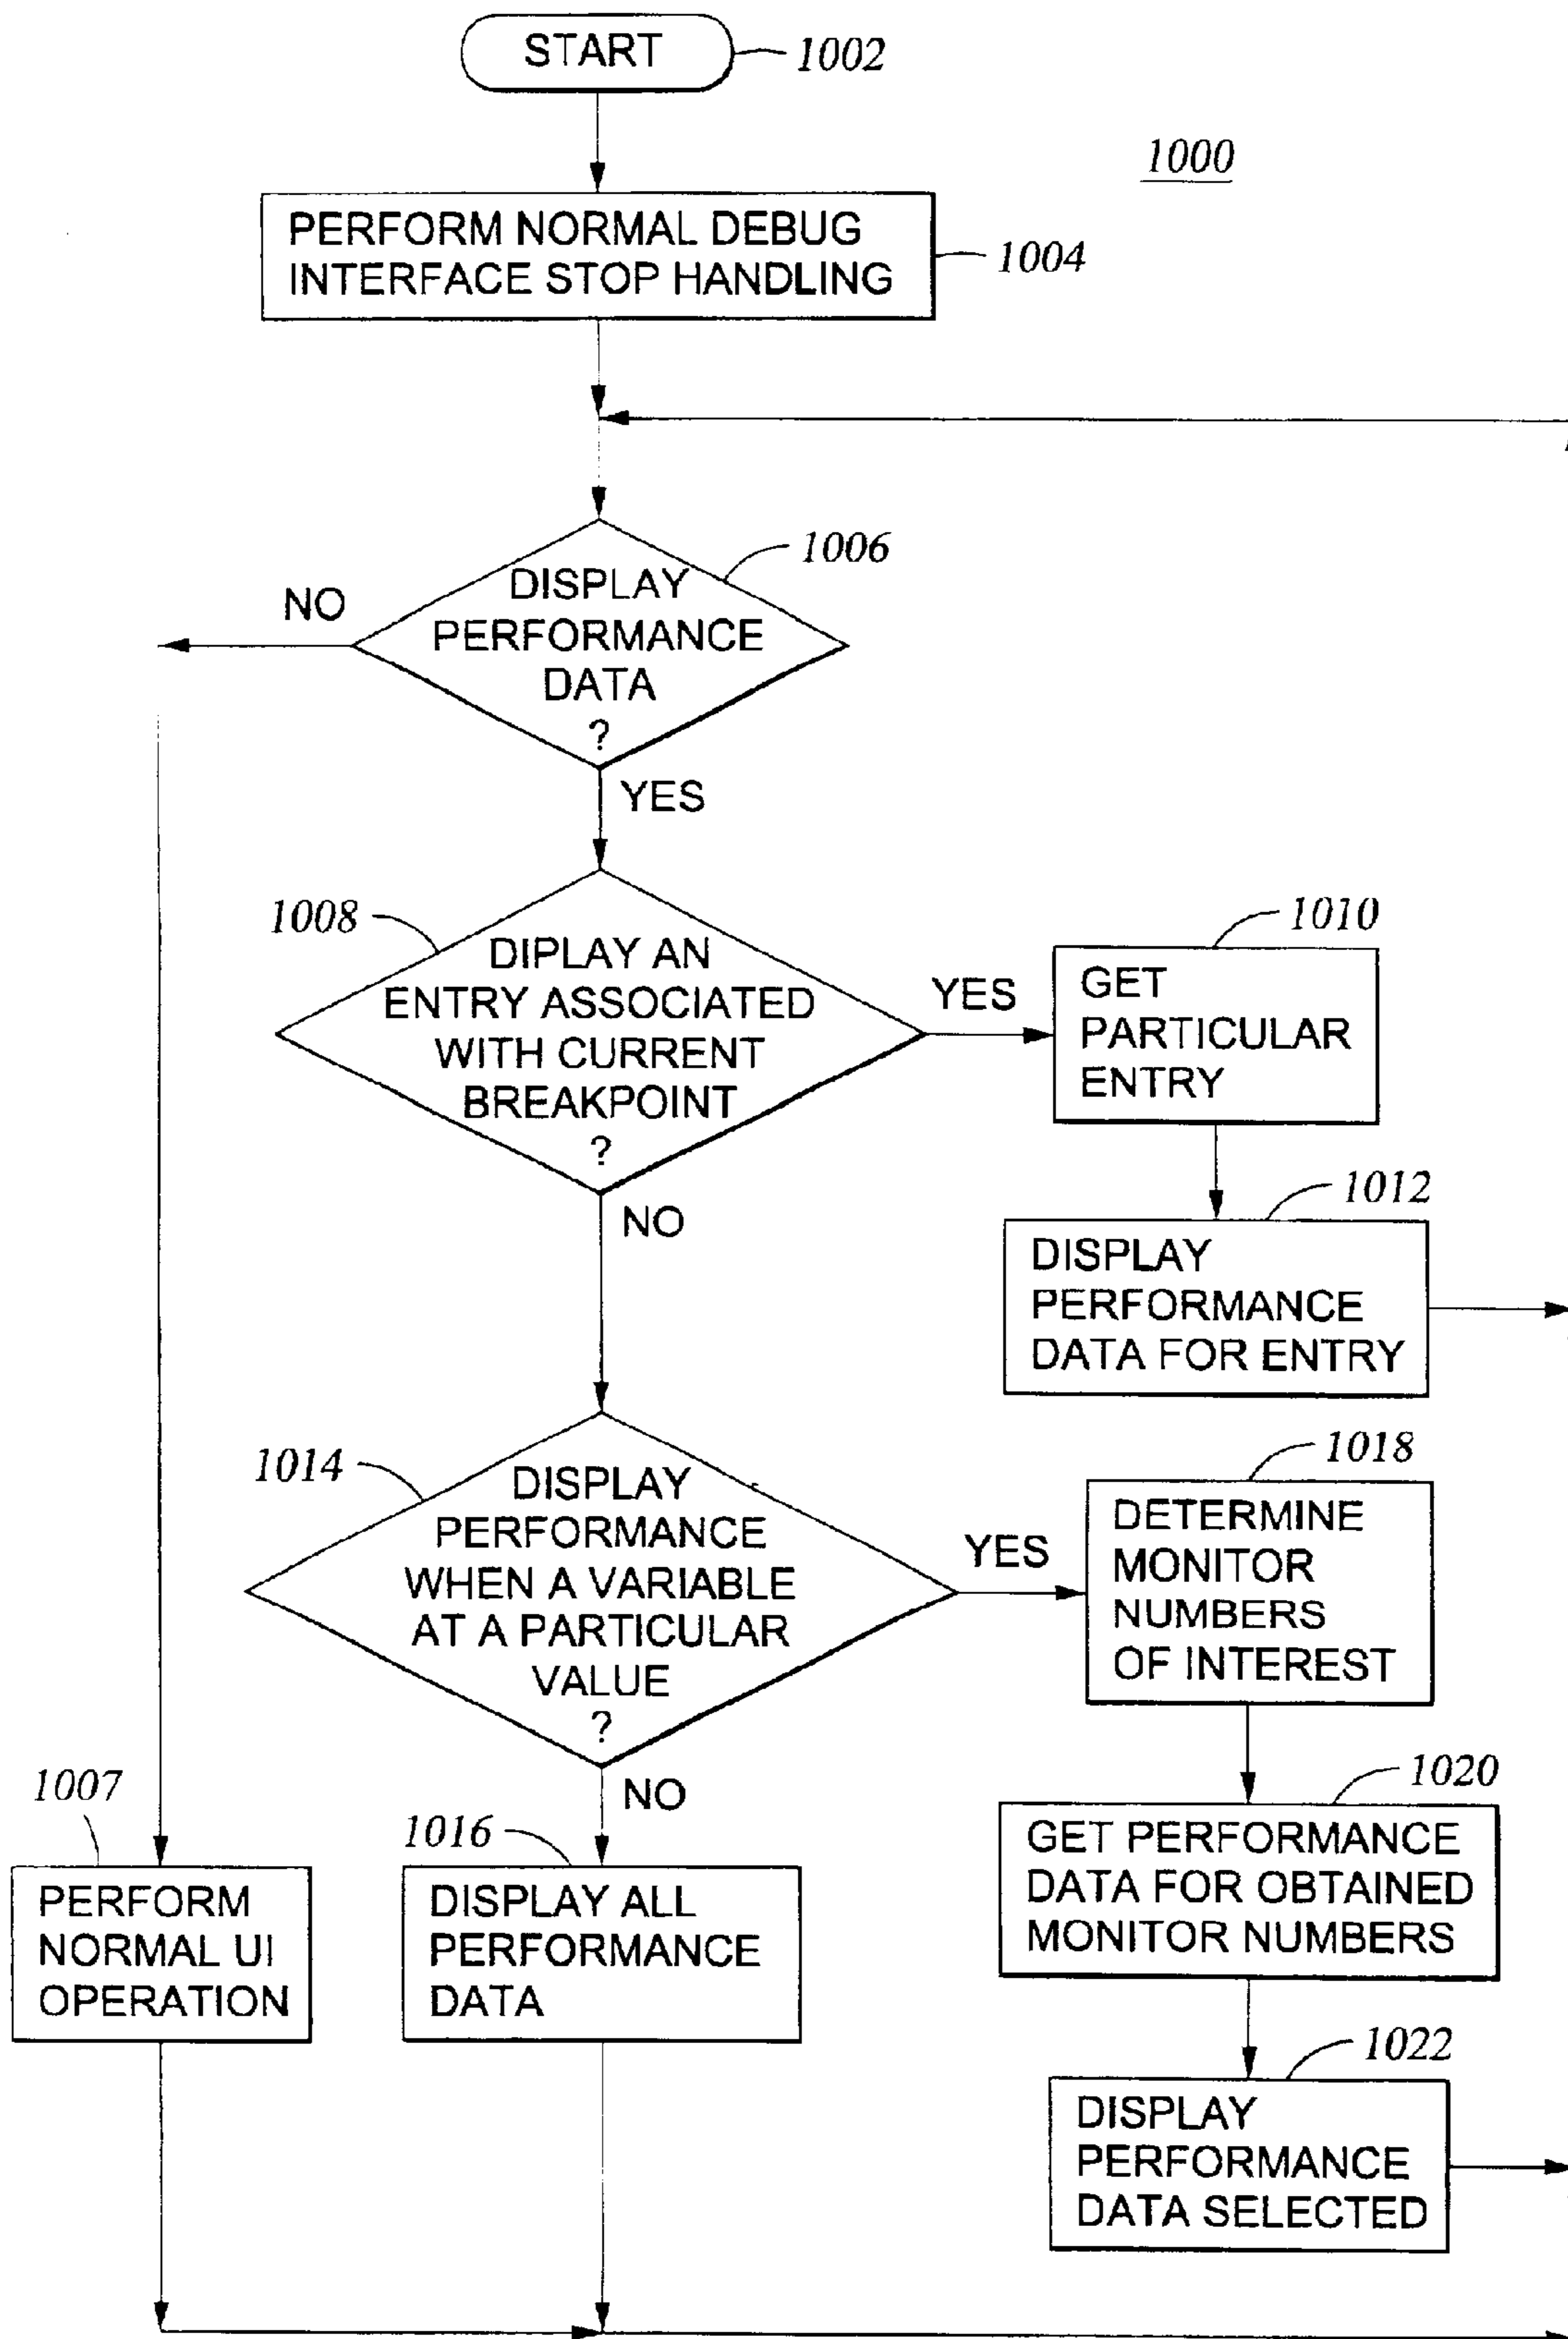 START
1002
1000
PERFORM NORMAL DEBUG
INTERFACE STOP HANDLING
1004
1006
DISPLAY
PERFORMANCE
DATA
?
NO
YES
1008
DIPLAY AN
ENTRY ASSOCIATED
WITH CURRENT
BREAKPOINT
?
YES
1010
GET
PARTICULAR
ENTRY
NO
1012
DISPLAY
PERFORMANCE
DATA FOR ENTRY
1014
DISPLAY
PERFORMANCE
WHEN A VARIABLE
AT A PARTICULAR
VALUE
?
YES
1018
DETERMINE
MONITOR
NUMBERS
OF INTEREST
NO
1007
PERFORM
NORMAL UI
OPERATION
1016
DISPLAY ALL
PERFORMANCE
DATA
1020
GET PERFORMANCE
DATA FOR OBTAINED
MONITOR NUMBERS
1022
DISPLAY
PERFORMANCE
DATA SELECTED